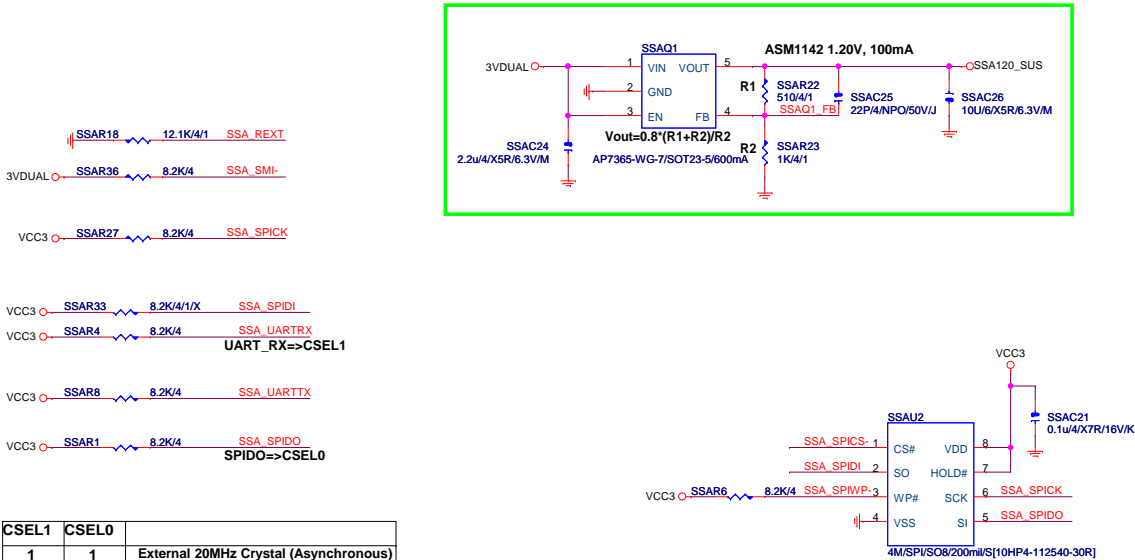 SSAQ1
ASM1142 1.20V, 100mA
3VDUAL
1 VIN VOUT 5
SSA120_SUS
2 GND
R1
SSAR22
510/4/1
SSAQ1_FB
SSAC25
22P/4/NPO/50V/J
SSAC26
10U/6/X5R/6.3V/M
3 EN FB 4
Vout=0.8*(R1+R2)/R2
SSAC24
2.2u/4/X5R/6.3V/M
AP7365-WG-7/SOT23-5/600mA
R2
SSAR23
1K/4/1
SSAR18 12.1K/4/1 SSA_REXT
3VDUAL SSAR36 8.2K/4 SSA_SMI-
VCC3 SSAR27 8.2K/4 SSA_SPICK
VCC3 SSAR33 8.2K/4/1/X SSA_SPIDI
VCC3 SSAR4 8.2K/4 SSA_UARTRX
UART_RX=>CSEL1
VCC3 SSAR8 8.2K/4 SSA_UARTTX
VCC3 SSAR1 8.2K/4 SSA_SPIDO
SPIDO=>CSEL0
VCC3
SSAU2
SSAC21
0.1u/4/X7R/16V/K
SSA_SPICS- 1 CS# VDD 8
SSA_SPIDI 2 SO HOLD# 7
VCC3 SSAR6 8.2K/4 SSA_SPIWP- 3 WP# SCK 6 SSA_SPICK
4 VSS SI 5 SSA_SPIDO
4M/SPI/SO8/200mil/S[10HP4-112540-30R]
CSEL1 CSEL0
1 1 External 20MHz Crystal (Asynchronous)